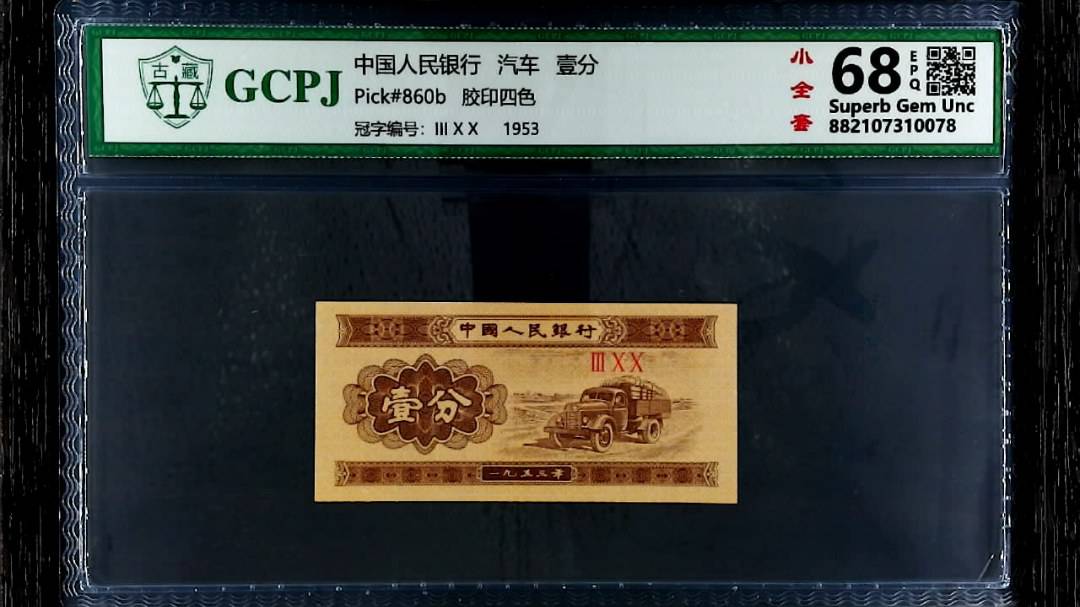 古藏
GCPJ
中国人民银行 汽车 壹分
Pick#860b 胶印四色
冠字编号：ⅢⅩⅩ 1953
小全套
68 EPQ
Superb Gem Unc
882107310078
中國人民銀行
ⅢⅩⅩ
壹分
一九五三年